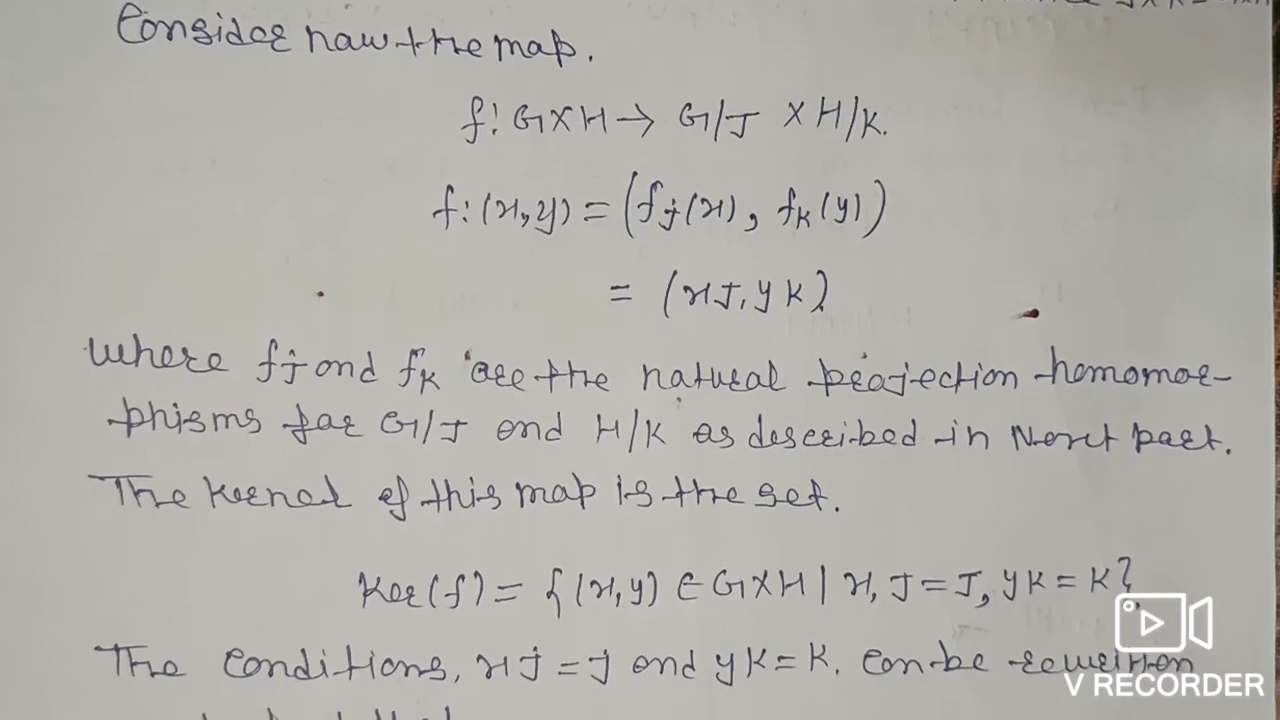 Consider now the map.
f: G×H → G/J × H/K.
f:(x,y) = (fJ(x), fK(y))
= (xJ, yK)
where fJ and fK are the natural projection homomor-
phisms for G/J and H/K as described in Next part.
The kernel of this map is the set.
Ker(f) = {(x,y) ∈ G×H | x, J = J, yK = K}
The conditions, xJ = J and yK = K. can be rewritten
V RECORDER